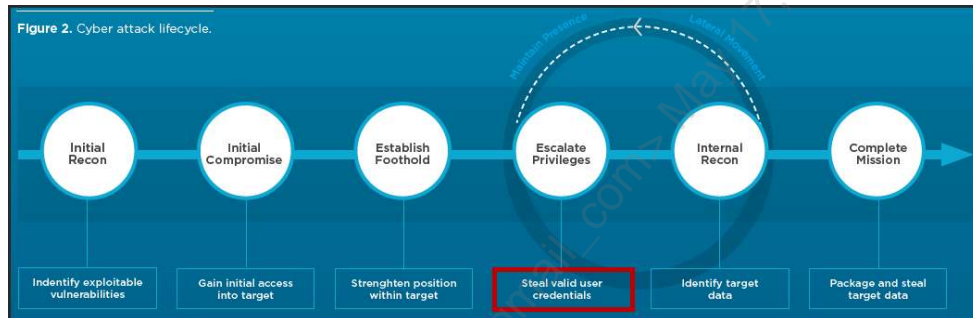 Figure 2. Cyber attack lifecycle.
Maintain Presence
Lateral Movement
Initial
Recon
Initial
Compromise
Establish
Foothold
Escalate
Privileges
Internal
Recon
Complete
Mission
Indentify exploitable
vulnerabilities
Gain initial access
into target
Strenghten position
within target
Steal valid user
credentials
Identify target
data
Package and steal
target data